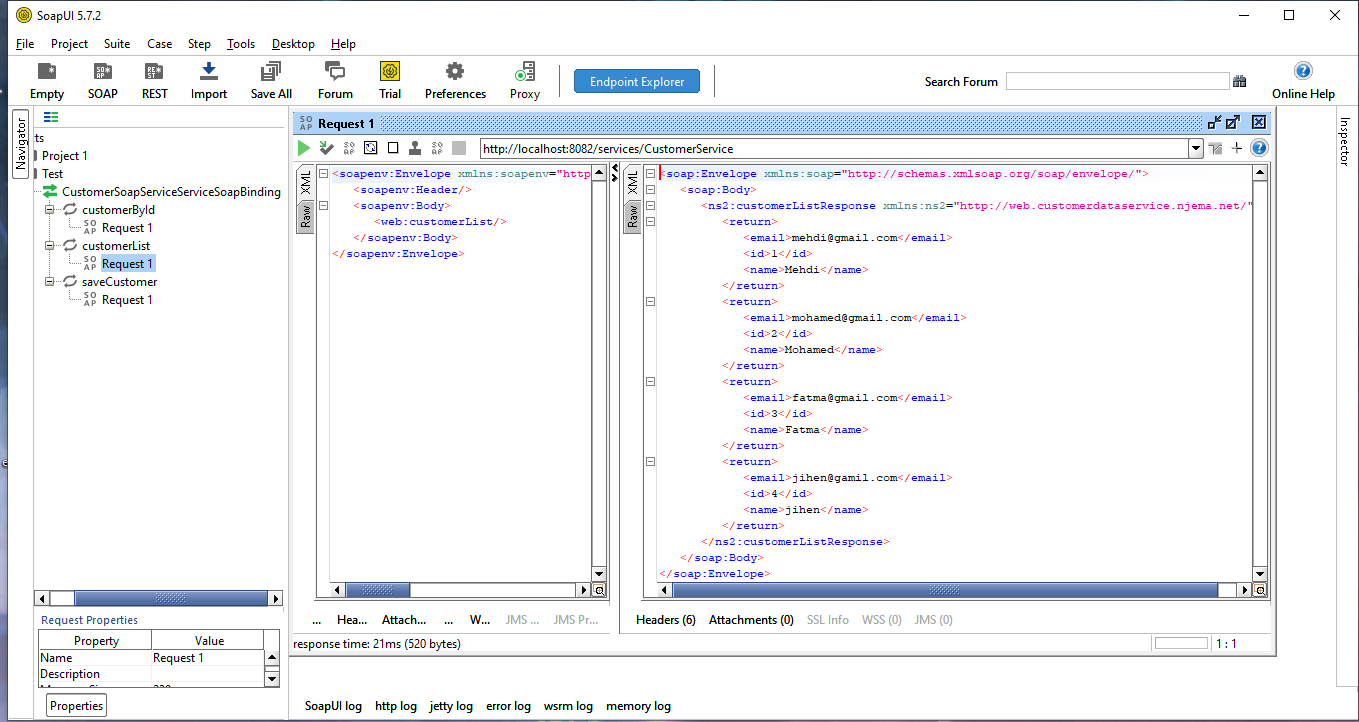 SoapUI 5.7.2
File Project Suite Case Step Tools Desktop Help
Empty SOAP REST Import Save All Forum Trial Preferences Proxy Endpoint Explorer Search Forum Online Help
Navigator
ts
Project 1
Test
CustomerSoapServiceServiceSoapBinding
customerById
Request 1
customerList
Request 1
saveCustomer
Request 1
Request Properties
Property Value
Name Request 1
Description
Properties
Request 1
http://localhost:8082/services/CustomerService
XML
Raw
<soapenv:Envelope xmlns:soapenv="http
<soapenv:Header/>
<soapenv:Body>
<web:customerList/>
</soapenv:Body>
</soapenv:Envelope>
... Hea... Attach... ... W... JMS ... JMS Pr...
XML
Raw
<soap:Envelope xmlns:soap="http://schemas.xmlsoap.org/soap/envelope/">
<soap:Body>
<ns2:customerListResponse xmlns:ns2="http://web.customerdataservice.njema.net/"
<return>
<email>mehdi@gmail.com</email>
<id>1</id>
<name>Mehdi</name>
</return>
<return>
<email>mohamed@gmail.com</email>
<id>2</id>
<name>Mohamed</name>
</return>
<return>
<email>fatma@gmail.com</email>
<id>3</id>
<name>Fatma</name>
</return>
<return>
<email>jihen@gamil.com</email>
<id>4</id>
<name>jihen</name>
</return>
</ns2:customerListResponse>
</soap:Body>
</soap:Envelope>
Headers (6) Attachments (0) SSL Info WSS (0) JMS (0)
response time: 21ms (520 bytes)
1 : 1
Inspector
SoapUI log http log jetty log error log wsrm log memory log